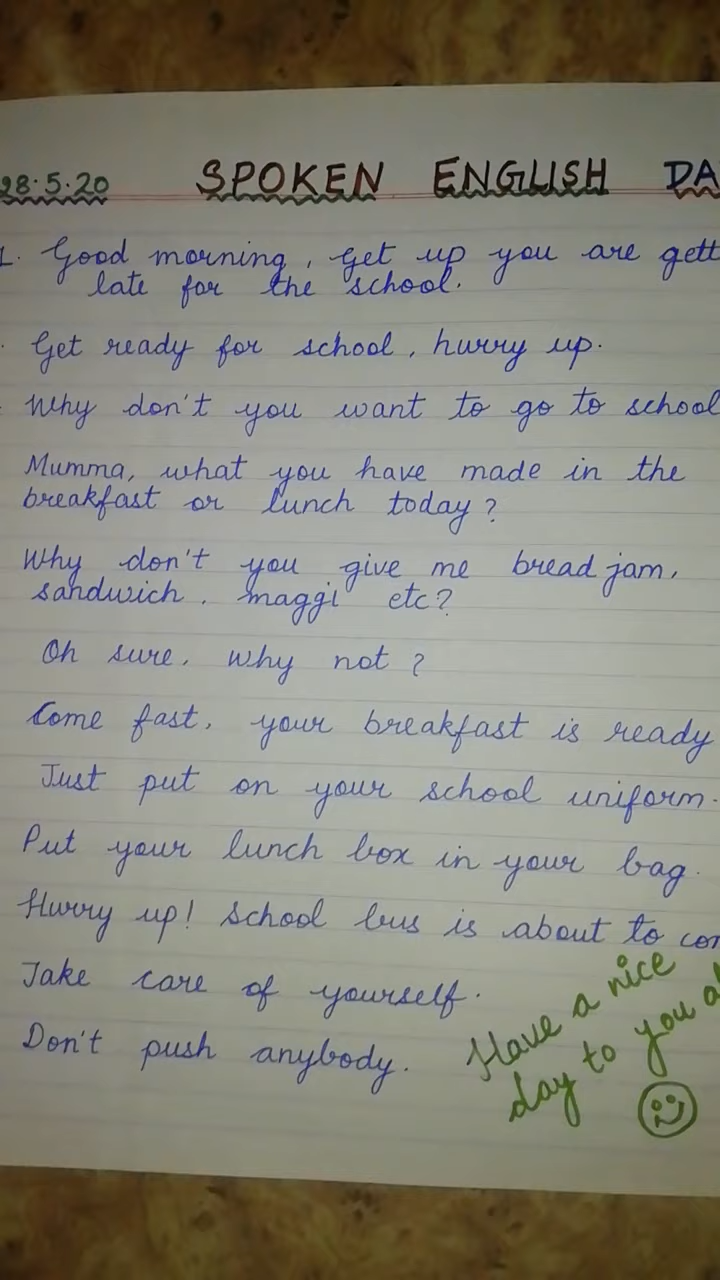 28.5.20 SPOKEN ENGLISH DA
1. Good morning, get up you are gett
late for the school.
Get ready for school, hurry up.
Why don't you want to go to school
Mumma, what you have made in the
breakfast or lunch today?
Why don't you give me bread jam,
sandwich, maggi etc?
Oh sure, why not?
Come fast, your breakfast is ready
Just put on your school uniform.
Put your lunch box in your bag.
Hurry up! School bus is about to com
Take care of yourself.
Don't push anybody.
Have a nice
day to you al